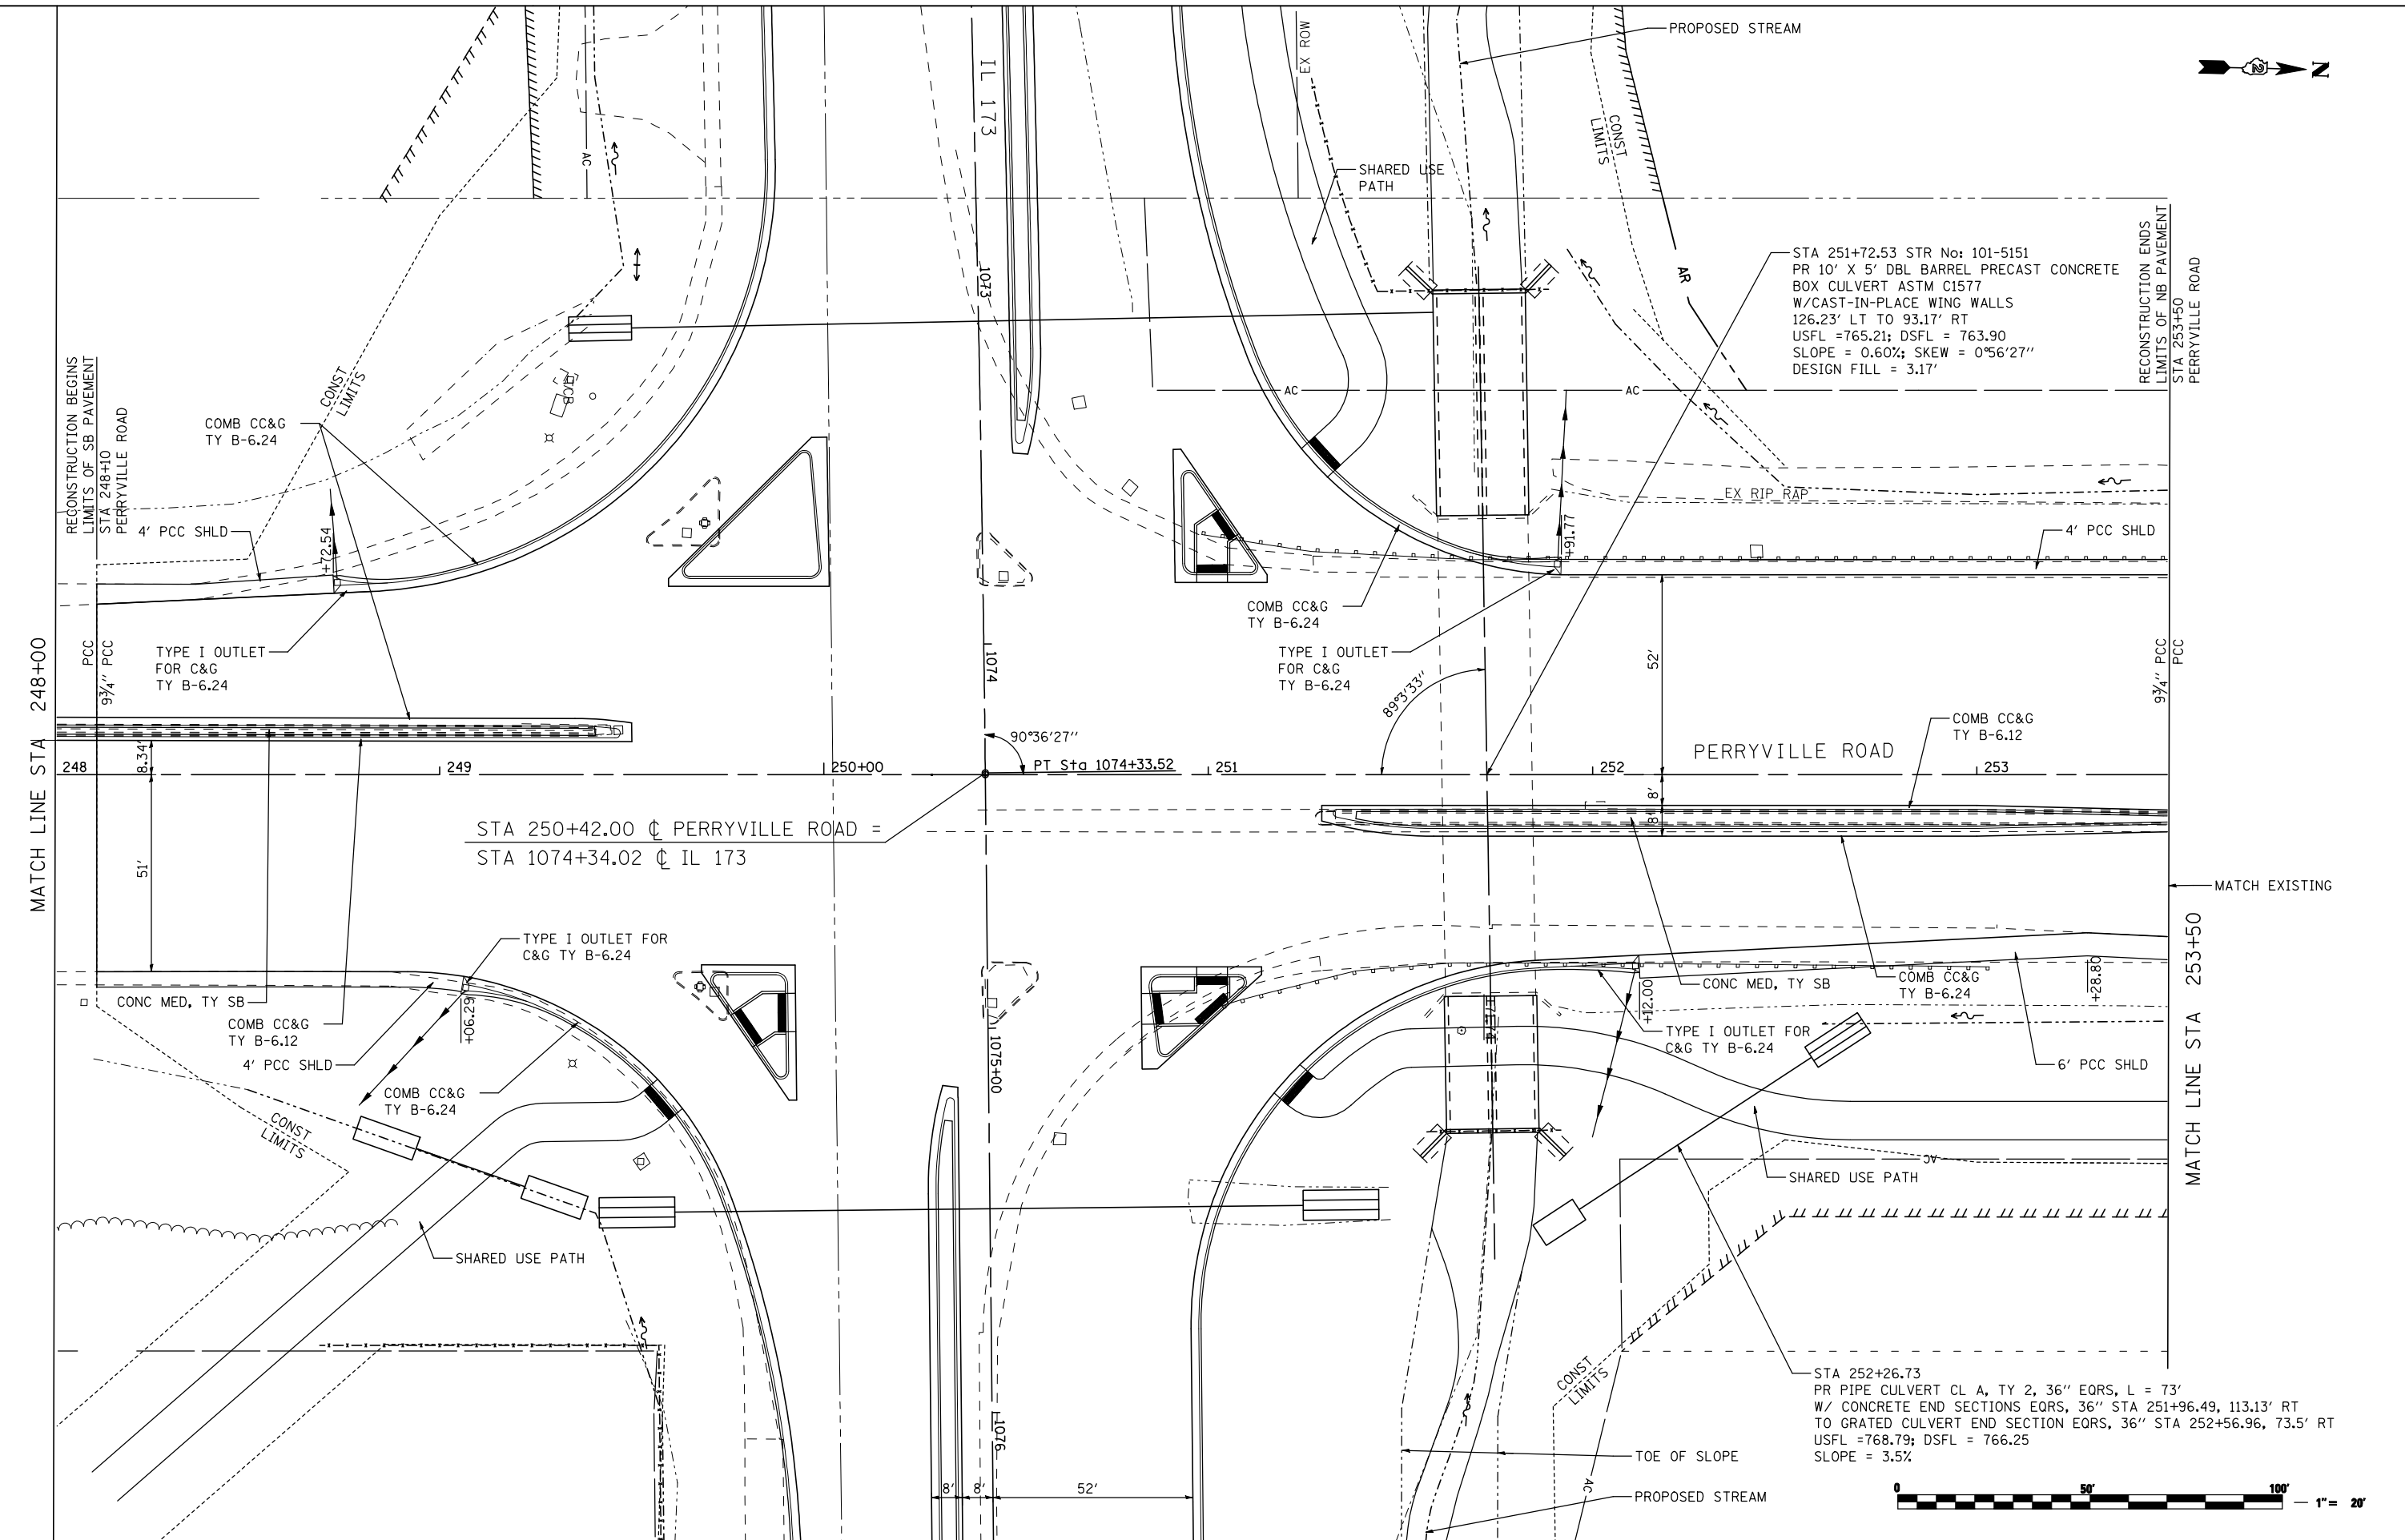 IL 173
EX ROW
PROPOSED STREAM
N
2
CONST
LIMITS
AC
SHARED USE
PATH
AR
STA 251+72.53 STR No: 101-5151
PR 10' X 5' DBL BARREL PRECAST CONCRETE
BOX CULVERT ASTM C1577
W/CAST-IN-PLACE WING WALLS
126.23' LT TO 93.17' RT
USFL =765.21; DSFL = 763.90
SLOPE = 0.60%; SKEW = 0°56'27"
DESIGN FILL = 3.17'
RECONSTRUCTION ENDS
LIMITS OF NB PAVEMENT
STA 253+50
PERRYVILLE ROAD
1073
RECONSTRUCTION BEGINS
LIMITS OF SB PAVEMENT
STA 248+10
PERRYVILLE ROAD
CONST
LIMITS
COMB CC&G
TY B-6.24
AC
AC
EX RIP RAP
4' PCC SHLD
+72.54
+91.77
4' PCC SHLD
COMB CC&G
TY B-6.24
TYPE I OUTLET
FOR C&G
TY B-6.24
TYPE I OUTLET
FOR C&G
TY B-6.24
1074
52'
89°3'33"
PCC
9¾" PCC
9¾" PCC
PCC
MATCH LINE STA 248+00
COMB CC&G
TY B-6.12
PERRYVILLE ROAD
90°36'27"
PT Sta 1074+33.52
8.34'
248
249
250+00
251
252
253
8'
8'
STA 250+42.00 ℄ PERRYVILLE ROAD =
STA 1074+34.02 ℄ IL 173
51'
MATCH EXISTING
MATCH LINE STA 253+50
TYPE I OUTLET FOR
C&G TY B-6.24
CONC MED, TY SB
COMB CC&G
TY B-6.12
4' PCC SHLD
+06.29
COMB CC&G
TY B-6.24
1075+00
CONC MED, TY SB
COMB CC&G
TY B-6.24
+28.80
+12.00
TYPE I OUTLET FOR
C&G TY B-6.24
6' PCC SHLD
CONST
LIMITS
AC
SHARED USE PATH
SHARED USE PATH
CONST
LIMITS
STA 252+26.73
PR PIPE CULVERT CL A, TY 2, 36" EQRS, L = 73'
W/ CONCRETE END SECTIONS EQRS, 36" STA 251+96.49, 113.13' RT
TO GRATED CULVERT END SECTION EQRS, 36" STA 252+56.96, 73.5' RT
USFL =768.79; DSFL = 766.25
SLOPE = 3.5%
1076
TOE OF SLOPE
AC
8'
8'
52'
PROPOSED STREAM
0
50'
100'
1"= 20'